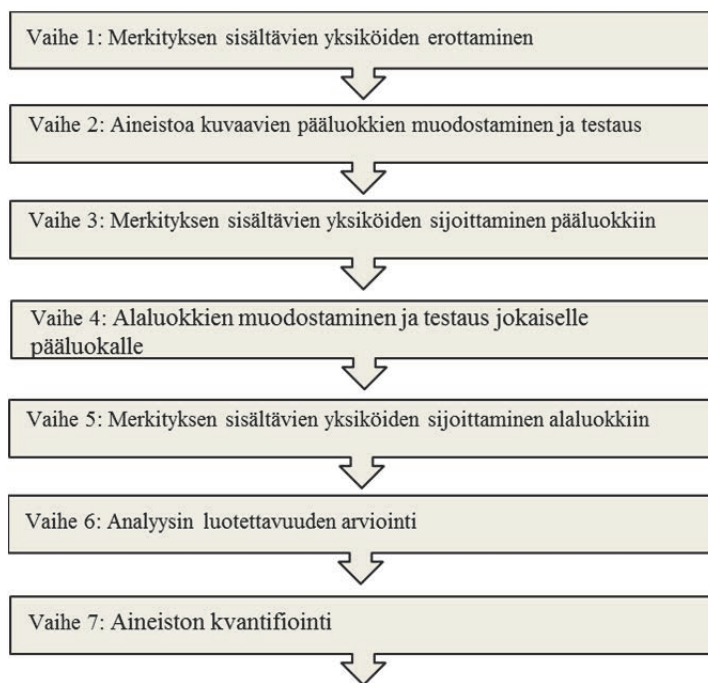 Vaihe 1: Merkityksen sisältävien yksiköiden erottaminen
Vaihe 2: Aineistoa kuvaavien pääluokkien muodostaminen ja testaus
Vaihe 3: Merkityksen sisältävien yksiköiden sijoittaminen pääluokkiin
Vaihe 4: Alaluokkien muodostaminen ja testaus jokaiselle
pääluokalle
Vaihe 5: Merkityksen sisältävien yksiköiden sijoittaminen alaluokkiin
Vaihe 6: Analyysin luotettavuuden arviointi
Vaihe 7: Aineiston kvantifiointi